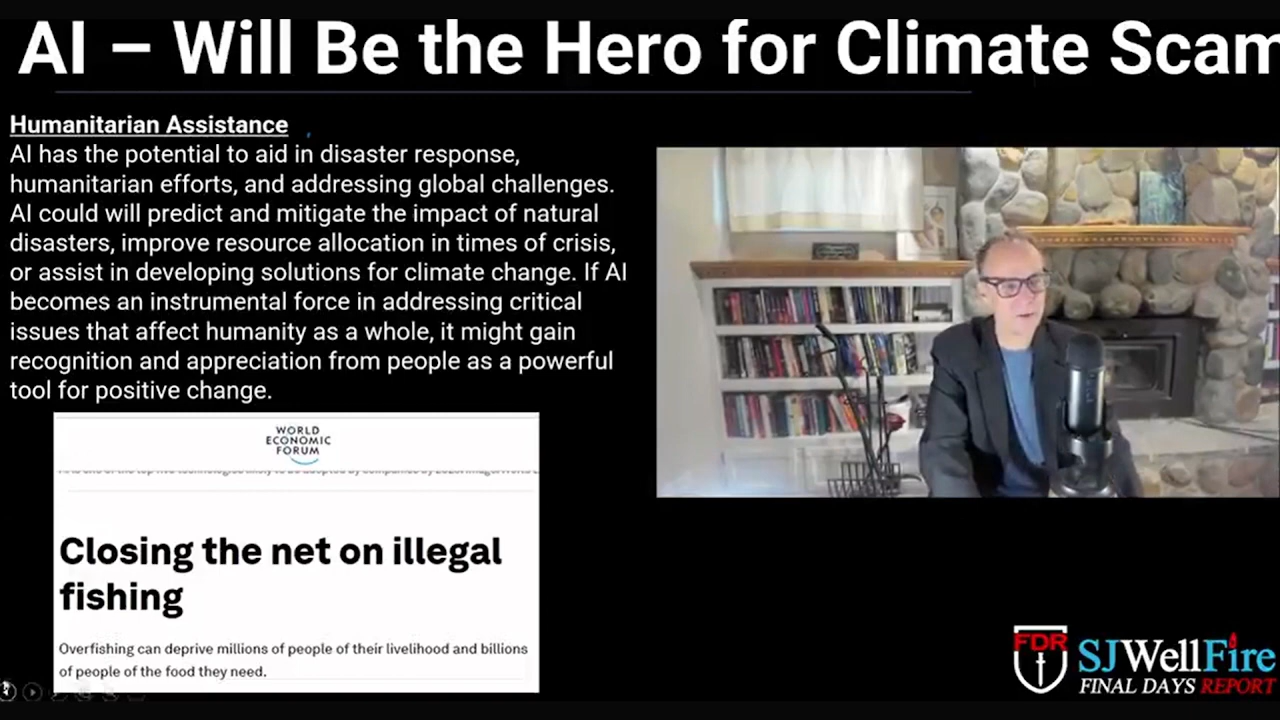 AI – Will Be the Hero for Climate Scam
Humanitarian Assistance
AI has the potential to aid in disaster response,
humanitarian efforts, and addressing global challenges.
AI could will predict and mitigate the impact of natural
disasters, improve resource allocation in times of crisis,
or assist in developing solutions for climate change. If AI
becomes an instrumental force in addressing critical
issues that affect humanity as a whole, it might gain
recognition and appreciation from people as a powerful
tool for positive change.
WORLD
ECONOMIC
FORUM
Closing the net on illegal
fishing
Overfishing can deprive millions of people of their livelihood and billions
of people of the food they need.
FDR
SJWellFire
FINAL DAYS REPORT